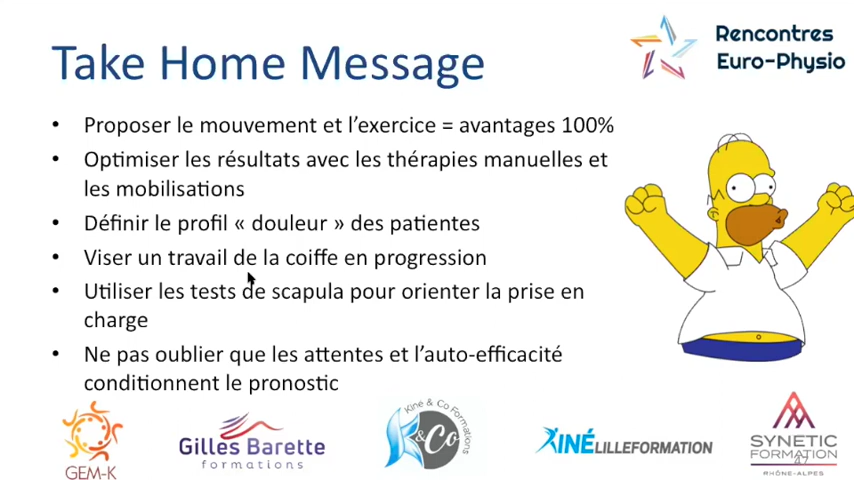 Take Home Message
Rencontres
Euro-Physio
• Proposer le mouvement et l'exercice = avantages 100%
• Optimiser les résultats avec les thérapies manuelles et
les mobilisations
• Définir le profil « douleur » des patientes
• Viser un travail de la coiffe en progression
• Utiliser les tests de scapula pour orienter la prise en
charge
• Ne pas oublier que les attentes et l'auto-efficacité
conditionnent le pronostic
GEM-K
Gilles Barette
formations
Kiné & Co Formations
K&Co
KINÉLILLEFORMATION
SYNETIC
FORMATION
RHÔNE-ALPES